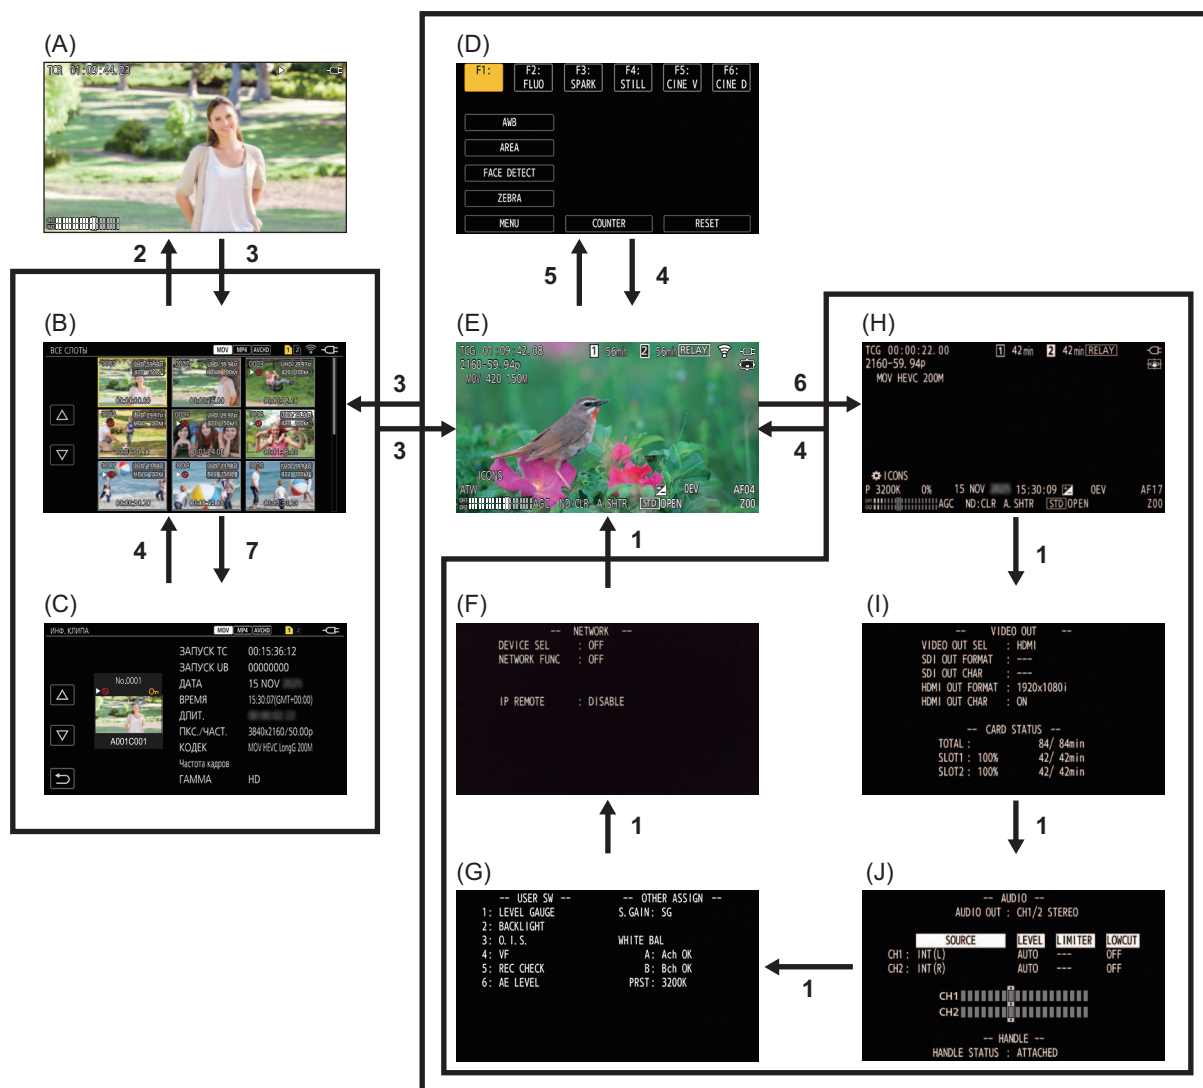 (A)
TCR 01:09:44.23
2
3
(B)
ВСЕ СЛОТЫ
MOV MP4 AVCHD 1 2
4
7
(C)
ИНФ. КЛИПА
MOV MP4 AVCHD 1 2
No.0001
A001C001
ЗАПУСК TC 00:15:36:12
ЗАПУСК UB 00000000
ДАТА 15 NOV
ВРЕМЯ 15:30:07(GMT+00:00)
ДЛИТ.
ПКС./ЧАСТ. 3840x2160/50.00p
КОДЕК MOV HEVC LongG 200M
Частота кадров
ГАММА HD
3
3
(D)
F1:
F2: FLUO
F3: SPARK
F4: STILL
F5: CINE V
F6: CINE D
AWB
AREA
FACE DETECT
ZEBRA
MENU COUNTER RESET
5
4
(E)
TCG 01:09:42.08 1 56min 2 56min RELAY
2160-59.94p
MOV 420 150M
ICONS
ATW 0EV AF04
AGC ND:CLR A.SHTR STD OPEN Z00
6
4
1
(F)
-- NETWORK --
DEVICE SEL : OFF
NETWORK FUNC : OFF
IP REMOTE : DISABLE
1
(G)
-- USER SW --
1: LEVEL GAUGE
2: BACKLIGHT
3: O.I.S.
4: VF
5: REC CHECK
6: AE LEVEL
-- OTHER ASSIGN --
S.GAIN: SG
WHITE BAL
A: Ach OK
B: Bch OK
PRST: 3200K
(H)
TCG 00:00:22.00 1 42min 2 42min RELAY
2160-59.94p
MOV HEVC 200M
ICONS
P 3200K 0% 15 NOV 15:30:09 0EV AF17
CH1 CH2 AGC ND:CLR A.SHTR STD OPEN Z00
1
(I)
-- VIDEO OUT --
VIDEO OUT SEL : HDMI
SDI OUT FORMAT : ---
SDI OUT CHAR : ---
HDMI OUT FORMAT : 1920x1080i
HDMI OUT CHAR : ON
-- CARD STATUS --
TOTAL : 84/ 84min
SLOT1 : 100% 42/ 42min
SLOT2 : 100% 42/ 42min
1
(J)
-- AUDIO --
AUDIO OUT : CH1/2 STEREO
SOURCE LEVEL LIMITER LOWCUT
CH1 : INT(L) AUTO --- OFF
CH2 : INT(R) AUTO --- OFF
CH1
CH2
-- HANDLE --
HANDLE STATUS : ATTACHED
1